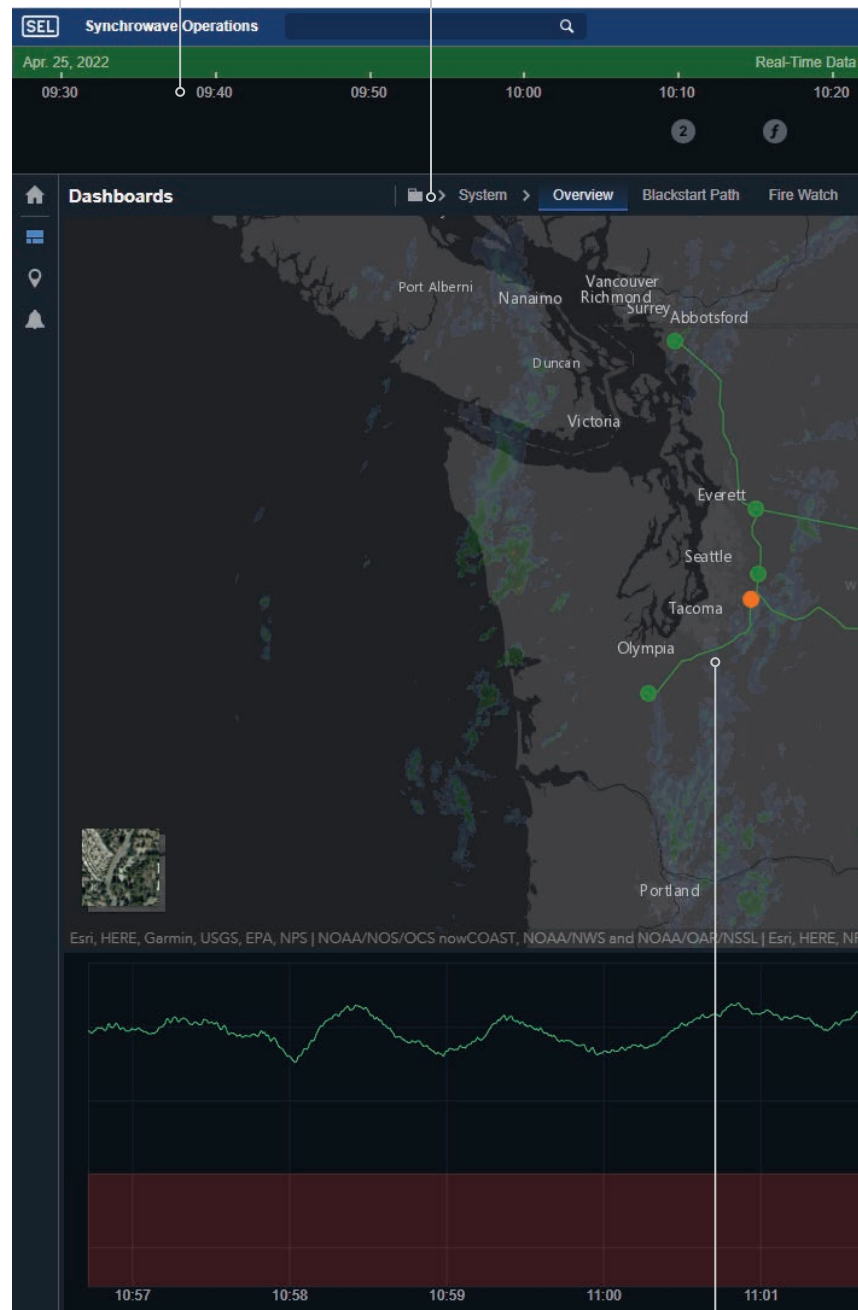 SEL Synchrowave Operations
Apr. 25, 2022 Real-Time Data
09:30 09:40 09:50 10:00 10:10 10:20
2 f
Dashboards > System > Overview Blackstart Path Fire Watch
Port Alberni
Nanaimo
Vancouver
Richmond
Surrey
Abbotsford
Duncan
Victoria
Everett
Seattle
Tacoma
Olympia
Portland
Esri, HERE, Garmin, USGS, EPA, NPS | NOAA/NOS/OCS nowCOAST, NOAA/NWS and NOAA/OAR/NSSL | Esri, HERE, NP
10:57 10:58 10:59 11:00 11:01